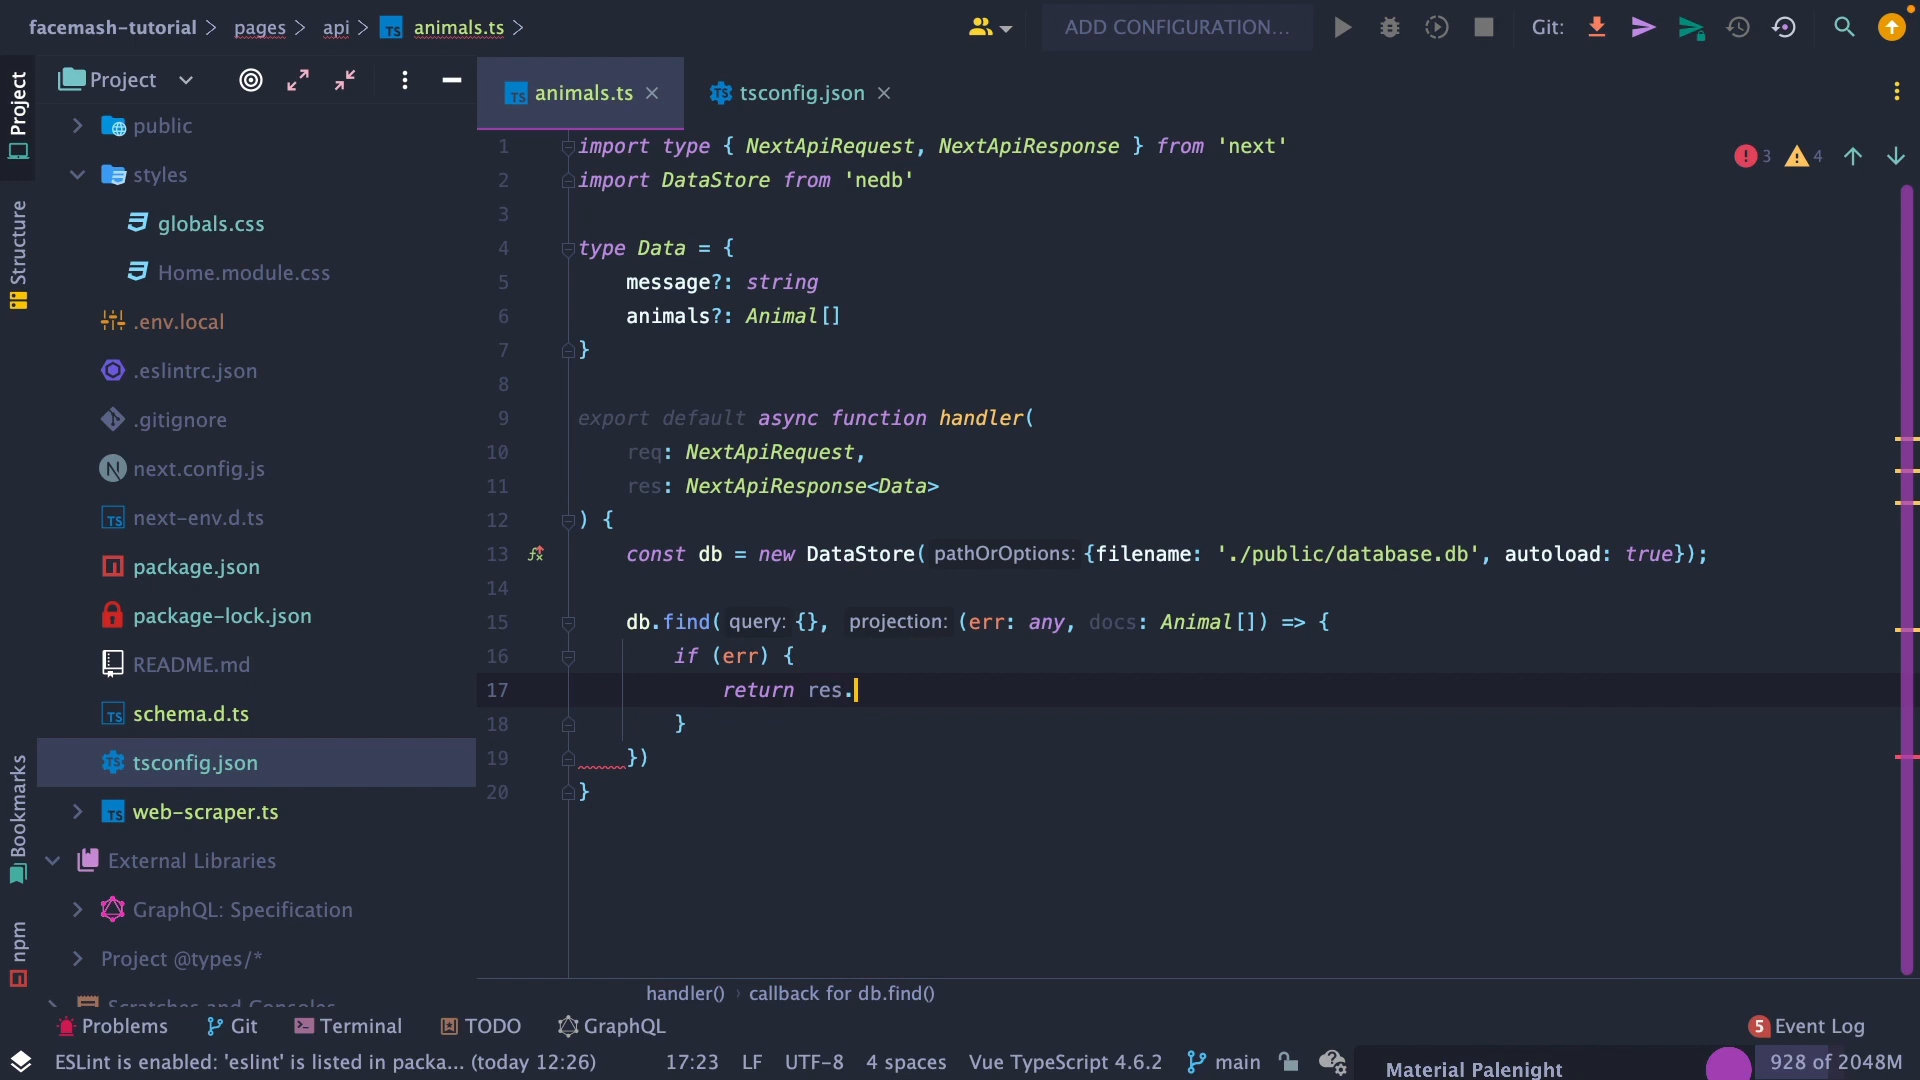 facemash-tutorial > pages > api > TS animals.ts >
ADD CONFIGURATION...
Git:
Project
Project
Structure
Bookmarks
npm
public
styles
globals.css
Home.module.css
.env.local
.eslintrc.json
.gitignore
next.config.js
next-env.d.ts
package.json
package-lock.json
README.md
schema.d.ts
tsconfig.json
web-scraper.ts
External Libraries
GraphQL: Specification
Project @types/*
Scratches and Consoles
animals.ts ×
tsconfig.json ×
3 4
1 import type { NextApiRequest, NextApiResponse } from 'next'
2 import DataStore from 'nedb'
3
4 type Data = {
5 message?: string
6 animals?: Animal[]
7 }
8
9 export default async function handler(
10 req: NextApiRequest,
11 res: NextApiResponse<Data>
12 ) {
13 const db = new DataStore( pathOrOptions: {filename: './public/database.db', autoload: true});
14
15 db.find( query: {}, projection: (err: any, docs: Animal[]) => {
16 if (err) {
17 return res.
18 }
19 })
20 }
handler() › callback for db.find()
Problems Git Terminal TODO GraphQL
5 Event Log
ESLint is enabled: 'eslint' is listed in packa... (today 12:26)
17:23 LF UTF-8 4 spaces Vue TypeScript 4.6.2 main
Material Palenight
928 of 2048M